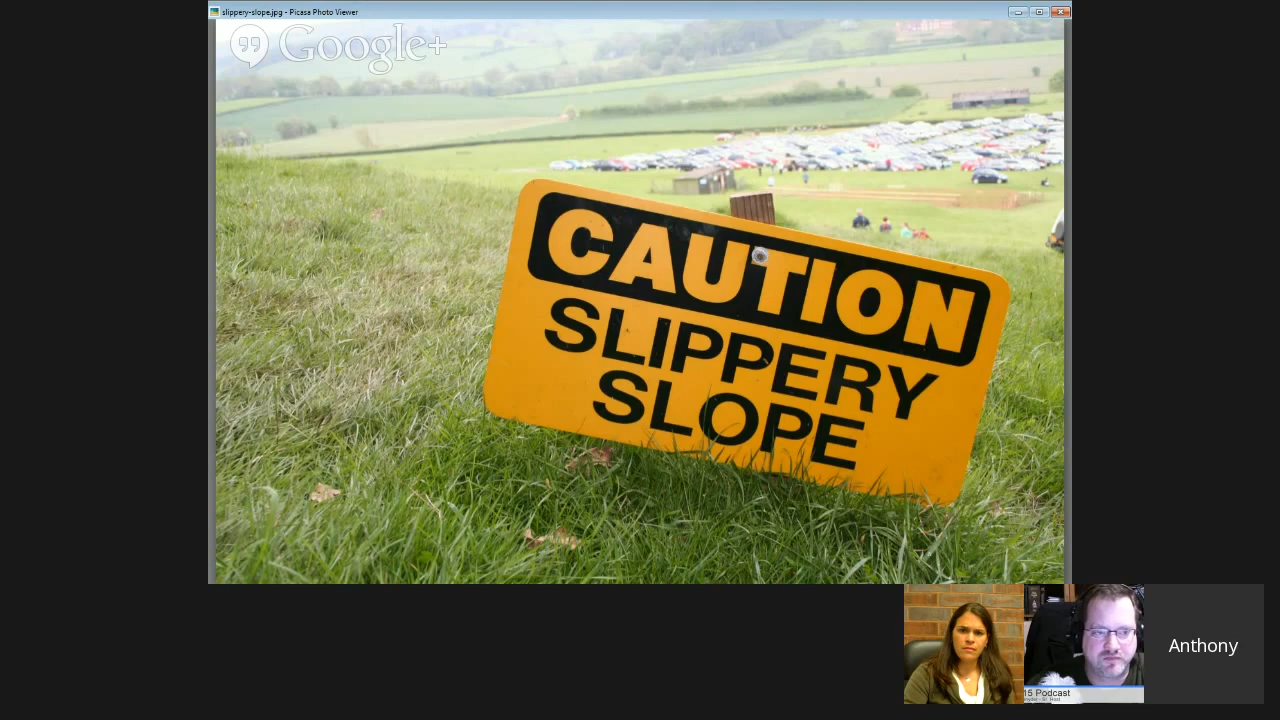 slippery-slope.jpg - Picasa Photo Viewer
Google+
CAUTION
SLIPPERY
SLOPE
Anthony
15 Podcast